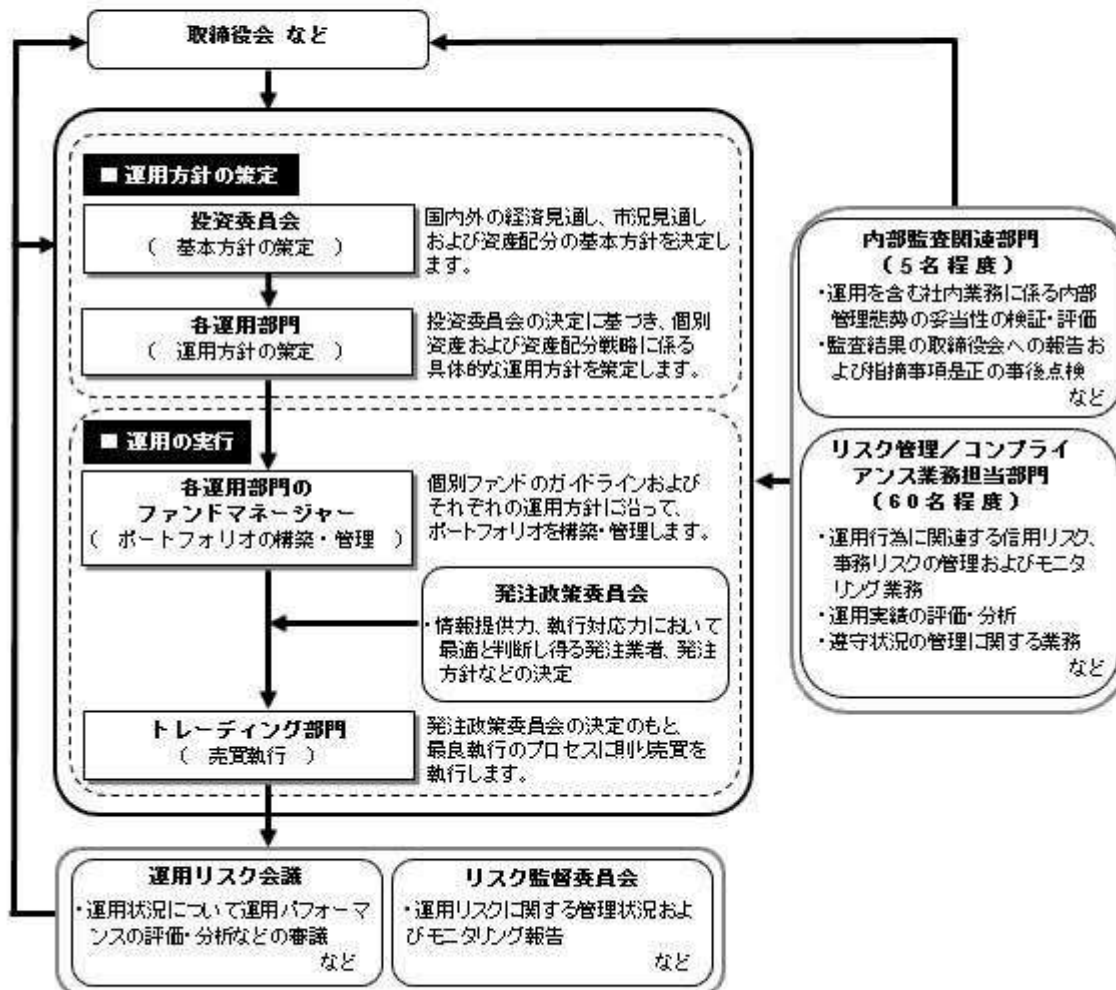 取締役会 など
■ 運用方針の策定
投資委員会
( 基本方針の策定 )
国内外の経済見通し、市況見通し
および資産配分の基本方針を決定し
ます。
各運用部門
( 運用方針の策定 )
投資委員会の決定に基づき、個別
資産および資産配分戦略に係る
具体的な運用方針を策定します。
■ 運用の実行
各運用部門の
ファンドマネージャー
( ポートフォリオの構築・管理 )
個別ファンドのガイドラインおよび
それぞれの運用方針に沿って、
ポートフォリオを構築・管理します。
発注政策委員会
・情報提供力、執行対応力において
最適と判断し得る発注業者、発注
方針などの決定
トレーディング部門
( 売買執行 )
発注政策委員会の決定のもと、
最良執行のプロセスに則り売買を
執行します。
内部監査関連部門
(5名程度)
・運用を含む社内業務に係る内部
管理態勢の妥当性の検証・評価
・監査結果の取締役会への報告お
よび指摘事項是正の事後点検
など
リスク管理/コンプライ
アンス業務担当部門
(60名程度)
・運用行為に関連する信用リスク、
事務リスクの管理およびモニタ
リング業務
・運用実績の評価・分析
・遵守状況の管理に関する業務
など
運用リスク会議
・運用状況について運用パフォーマ
ンスの評価・分析などの審議
など
リスク監督委員会
・運用リスクに関する管理状況およ
びモニタリング報告
など